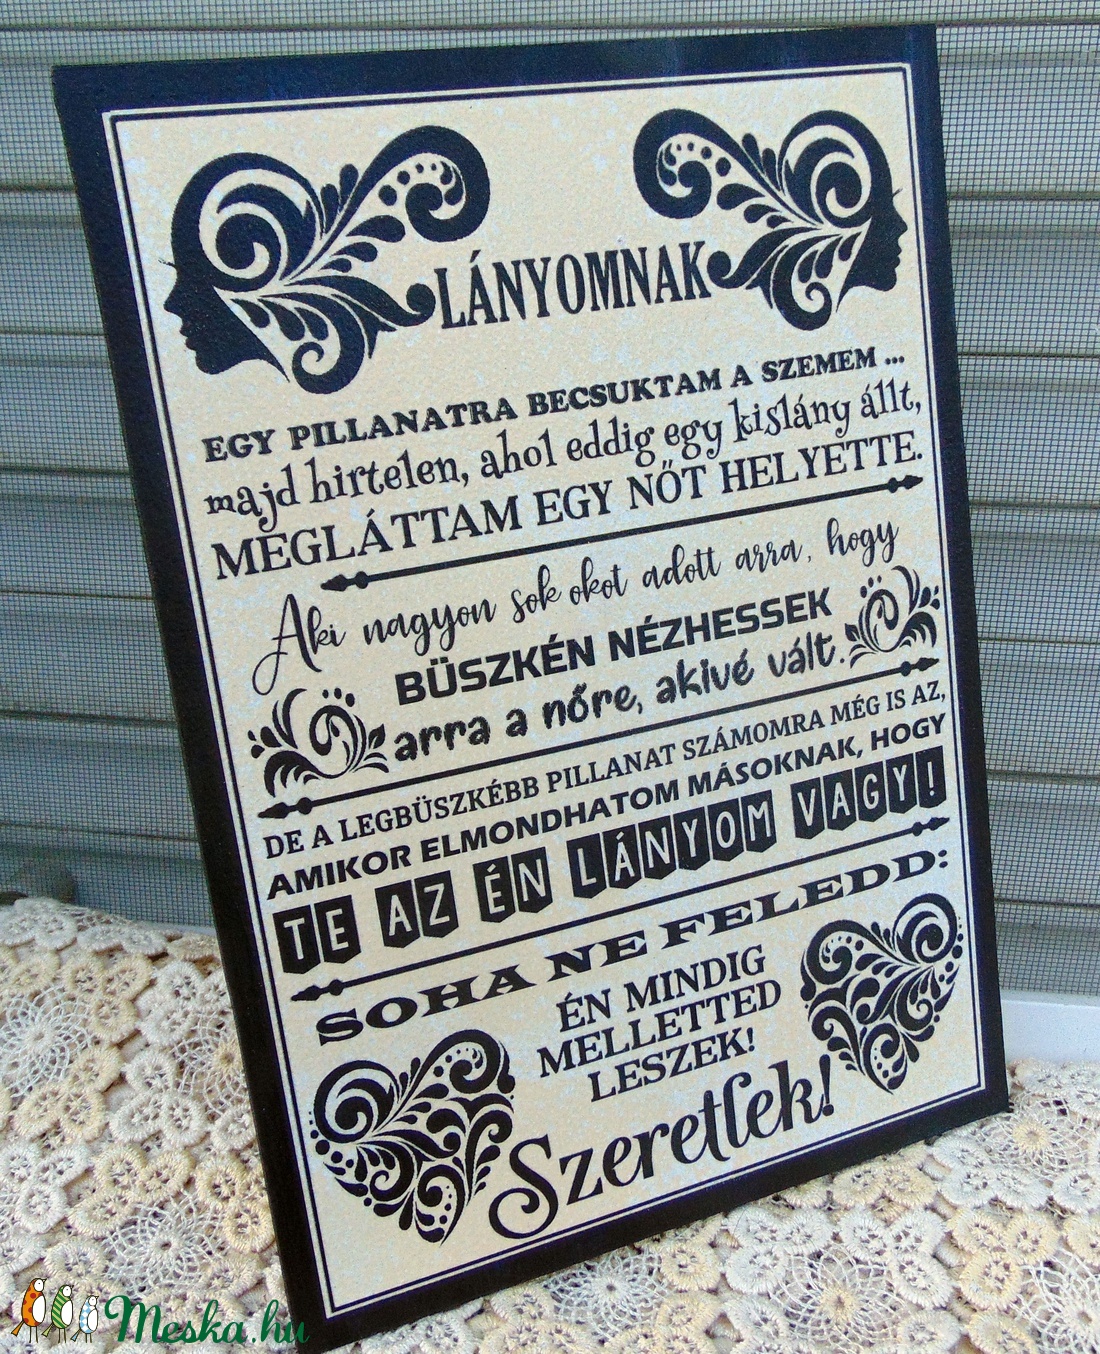 LÁNYOMNAK
EGY PILLANATRA BECSUKTAM A SZEMEM ...
majd hirtelen, ahol eddig egy kislány állt,
MEGLÁTTAM EGY NŐT HELYETTE.
Aki nagyon sok okot adott arra, hogy
BÜSZKÉN NÉZHESSEK
arra a nőre, akivé vált.
DE A LEGBÜSZKÉBB PILLANAT SZÁMOMRA MÉG IS AZ,
AMIKOR ELMONDHATOM MÁSOKNAK, HOGY
TE AZ ÉN LÁNYOM VAGY!
SOHA NE FELEDD:
ÉN MINDIG
MELLETTED
LESZEK!
Szeretlek!
Meska.hu